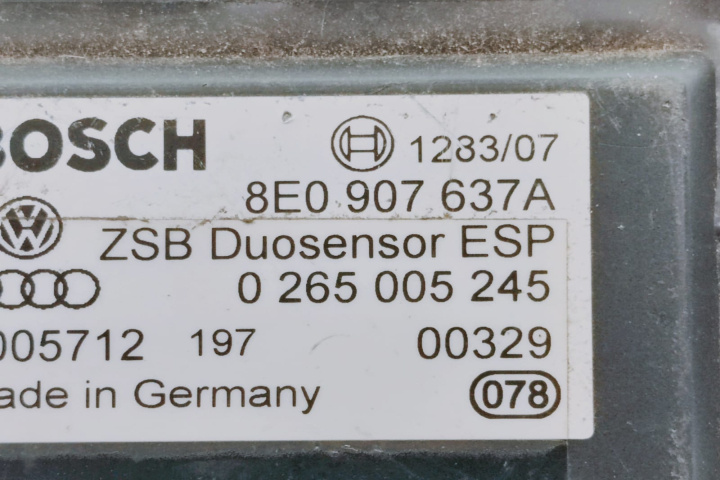 BOSCH 1283/07
8E0 907 637A
ZSB Duosensor ESP
0 265 005 245
005712 197 00329
ade in Germany 078